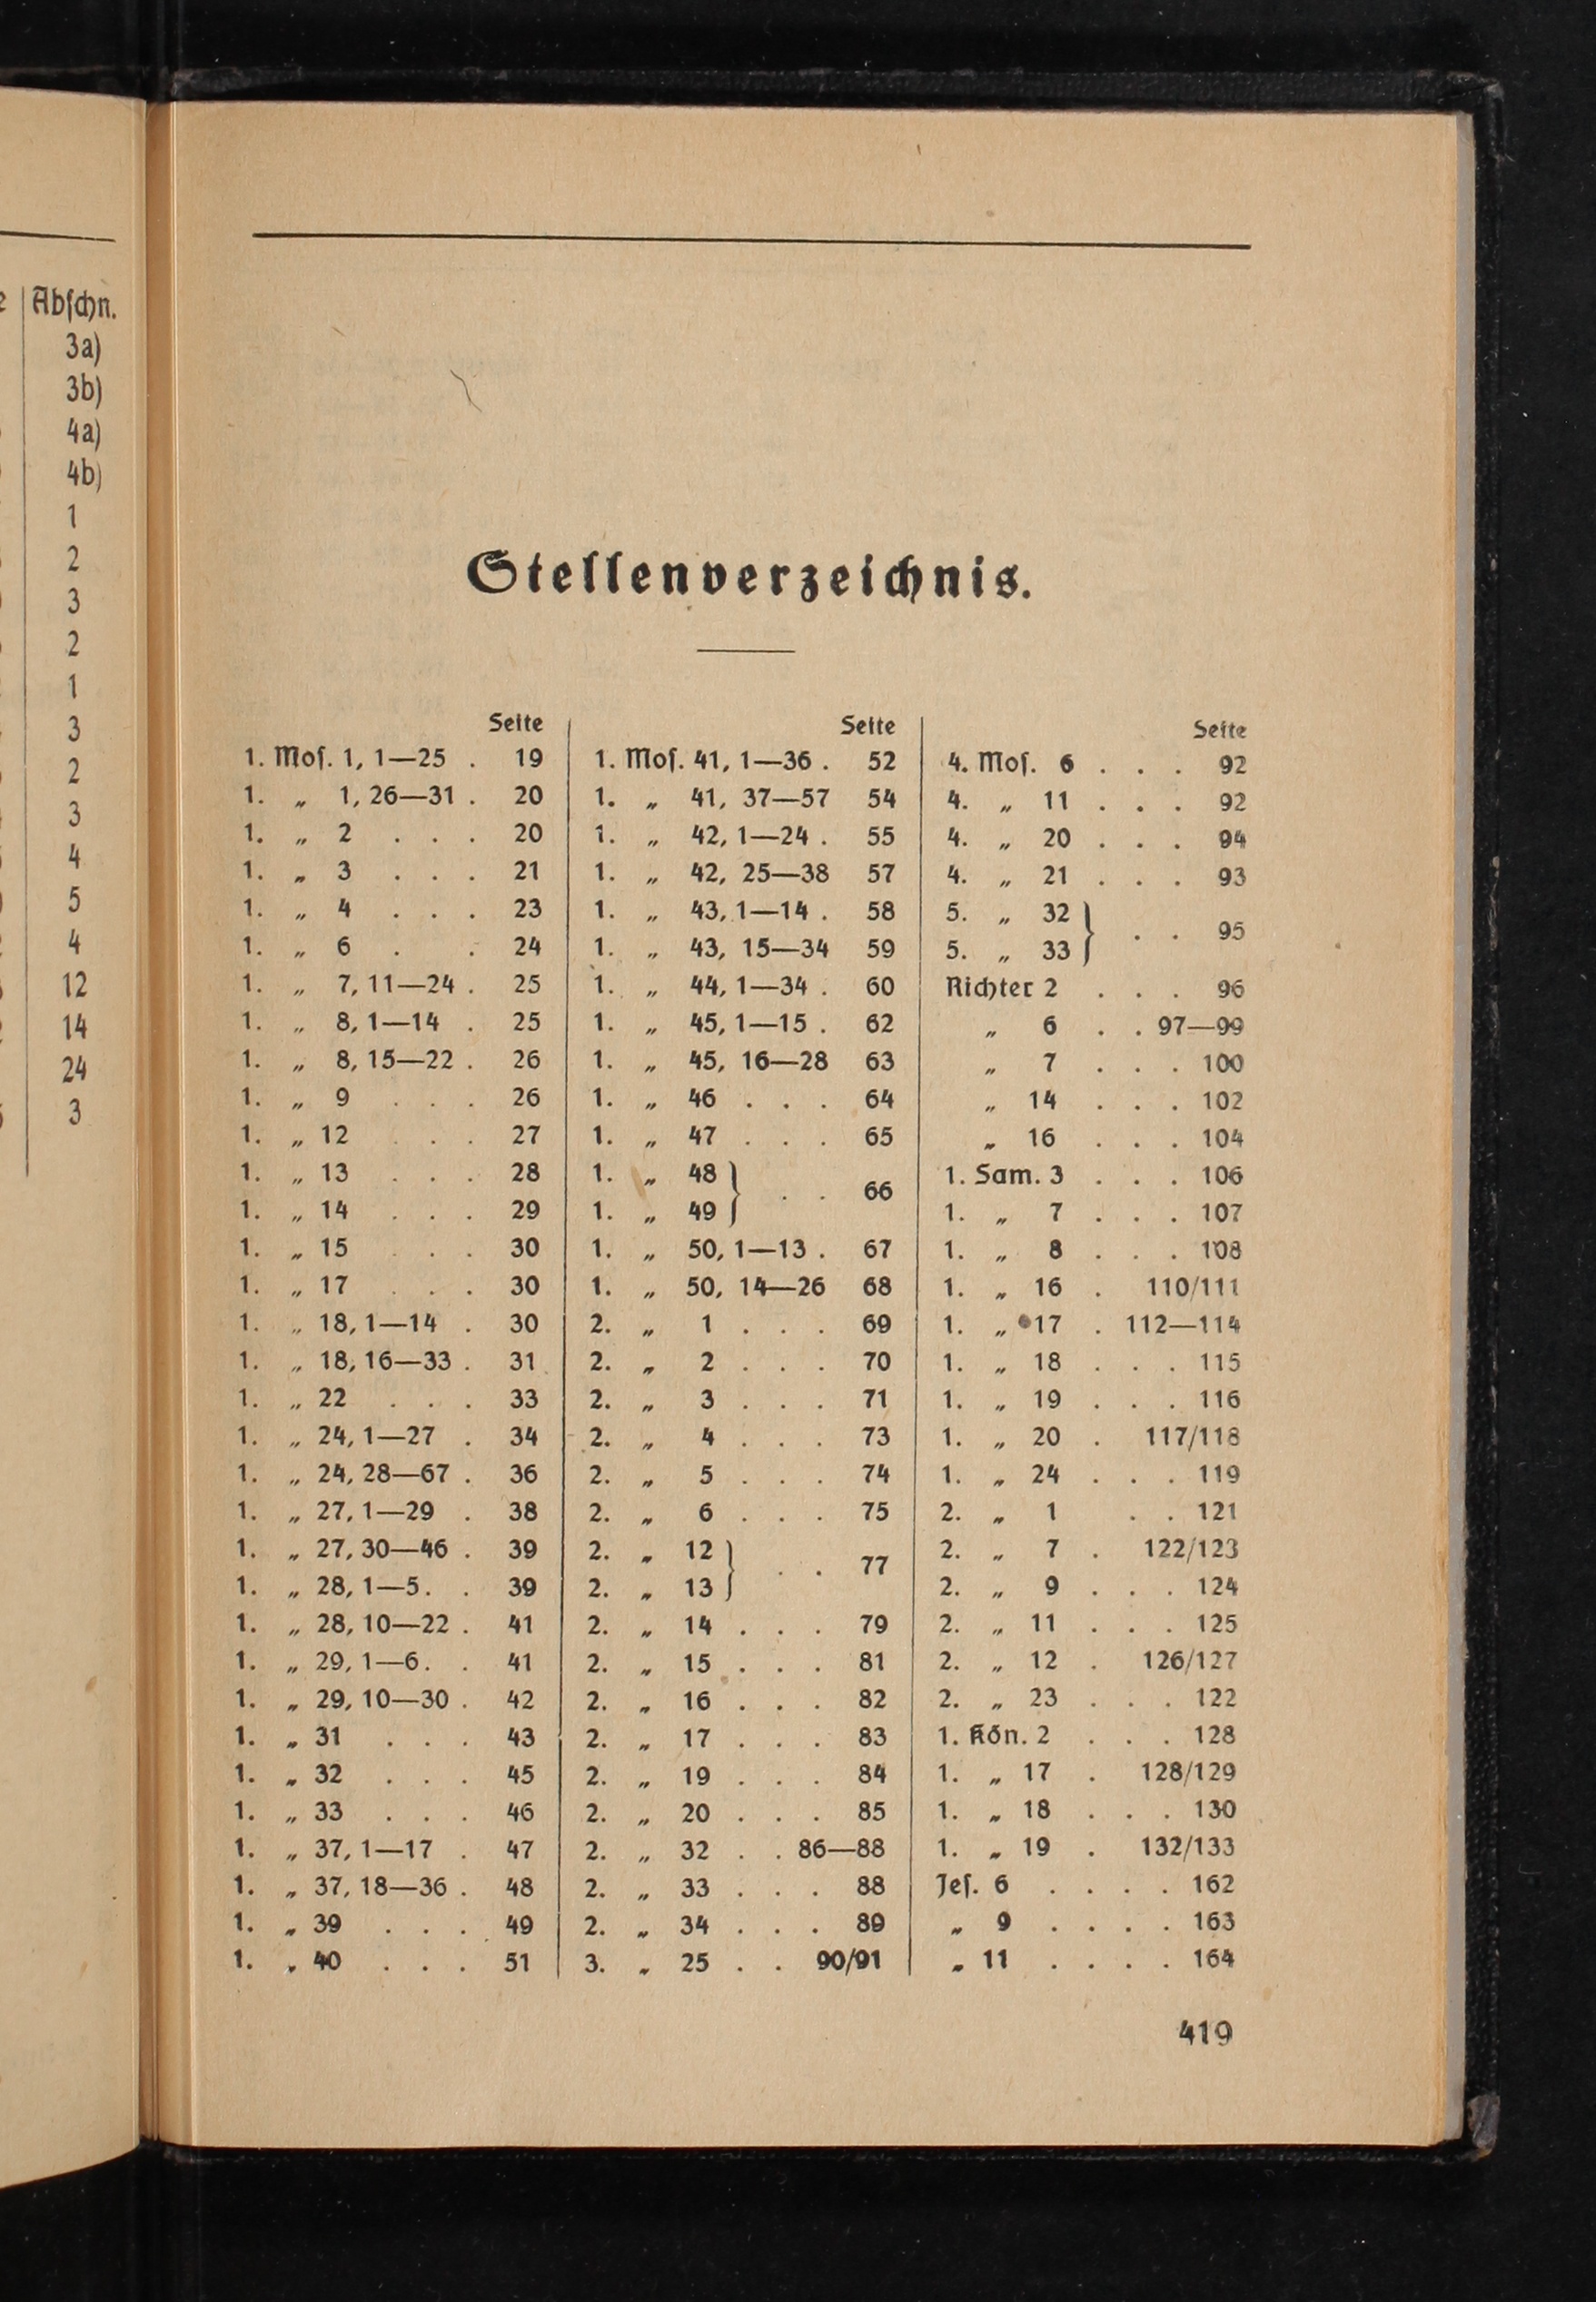 Abſchn.
3a)
3b)
4a)
4b)
1
2
3
2
1
3
2
3
4
5
4
12
14
24
3
Stellenverzeichnis.
Seite
1. Moſ. 1, 1—25 . 19
1. „ 1, 26—31 . 20
1. „ 2 . . . 20
1. „ 3 . . . 21
1. „ 4 . . . 23
1. „ 6 . . 24
1. „ 7, 11—24 . 25
1. „ 8, 1—14 . 25
1. „ 8, 15—22 . 26
1. „ 9 . . . 26
1. „ 12 . . . 27
1. „ 13 . . . 28
1. „ 14 . . . 29
1. „ 15 . . . 30
1. „ 17 . . . 30
1. „ 18, 1—14 . 30
1. „ 18, 16—33 . 31
1. „ 22 . . . 33
1. „ 24, 1—27 . 34
1. „ 24, 28—67 . 36
1. „ 27, 1—29 . 38
1. „ 27, 30—46 . 39
1. „ 28, 1—5 . . 39
1. „ 28, 10—22 . 41
1. „ 29, 1—6 . . 41
1. „ 29, 10—30 . 42
1. „ 31 . . . 43
1. „ 32 . . . 45
1. „ 33 . . . 46
1. „ 37, 1—17 . 47
1. „ 37, 18—36 . 48
1. „ 39 . . . 49
1. „ 40 . . . 51
Seite
1. Moſ. 41, 1—36 . 52
1. „ 41, 37—57 54
1. „ 42, 1—24 . 55
1. „ 42, 25—38 57
1. „ 43, 1—14 . 58
1. „ 43, 15—34 59
1. „ 44, 1—34 . 60
1. „ 45, 1—15 . 62
1. „ 45, 16—28 63
1. „ 46 . . . 64
1. „ 47 . . . 65
1. „ 48 }
1. „ 49 } . . 66
1. „ 50, 1—13 . 67
1. „ 50, 14—26 68
2. „ 1 . . . 69
2. „ 2 . . . 70
2. „ 3 . . . 71
2. „ 4 . . . 73
2. „ 5 . . . 74
2. „ 6 . . . 75
2. „ 12 }
2. „ 13 } . . 77
2. „ 14 . . . 79
2. „ 15 . . . 81
2. „ 16 . . . 82
2. „ 17 . . . 83
2. „ 19 . . . 84
2. „ 20 . . . 85
2. „ 32 . . 86—88
2. „ 33 . . . 88
2. „ 34 . . . 89
3. „ 25 . . 90/91
Seite
4. Moſ. 6 . . . 92
4. „ 11 . . . 92
4. „ 20 . . . 94
4. „ 21 . . . 93
5. „ 32 }
5. „ 33 } . . 95
Richter 2 . . . 96
„ 6 . . 97—99
„ 7 . . . 100
„ 14 . . . 102
„ 16 . . . 104
1. Sam. 3 . . . 106
1. „ 7 . . . 107
1. „ 8 . . . 108
1. „ 16 . 110/111
1. „ 17 . 112—114
1. „ 18 . . . 115
1. „ 19 . . . 116
1. „ 20 . 117/118
1. „ 24 . . . 119
2. „ 1 . . 121
2. „ 7 . 122/123
2. „ 9 . . . 124
2. „ 11 . . . 125
2. „ 12 . 126/127
2. „ 23 . . . 122
1. Kön. 2 . . . 128
1. „ 17 . 128/129
1. „ 18 . . . 130
1. „ 19 . 132/133
Jeſ. 6 . . . . 162
„ 9 . . . . 163
„ 11 . . . . 164
419